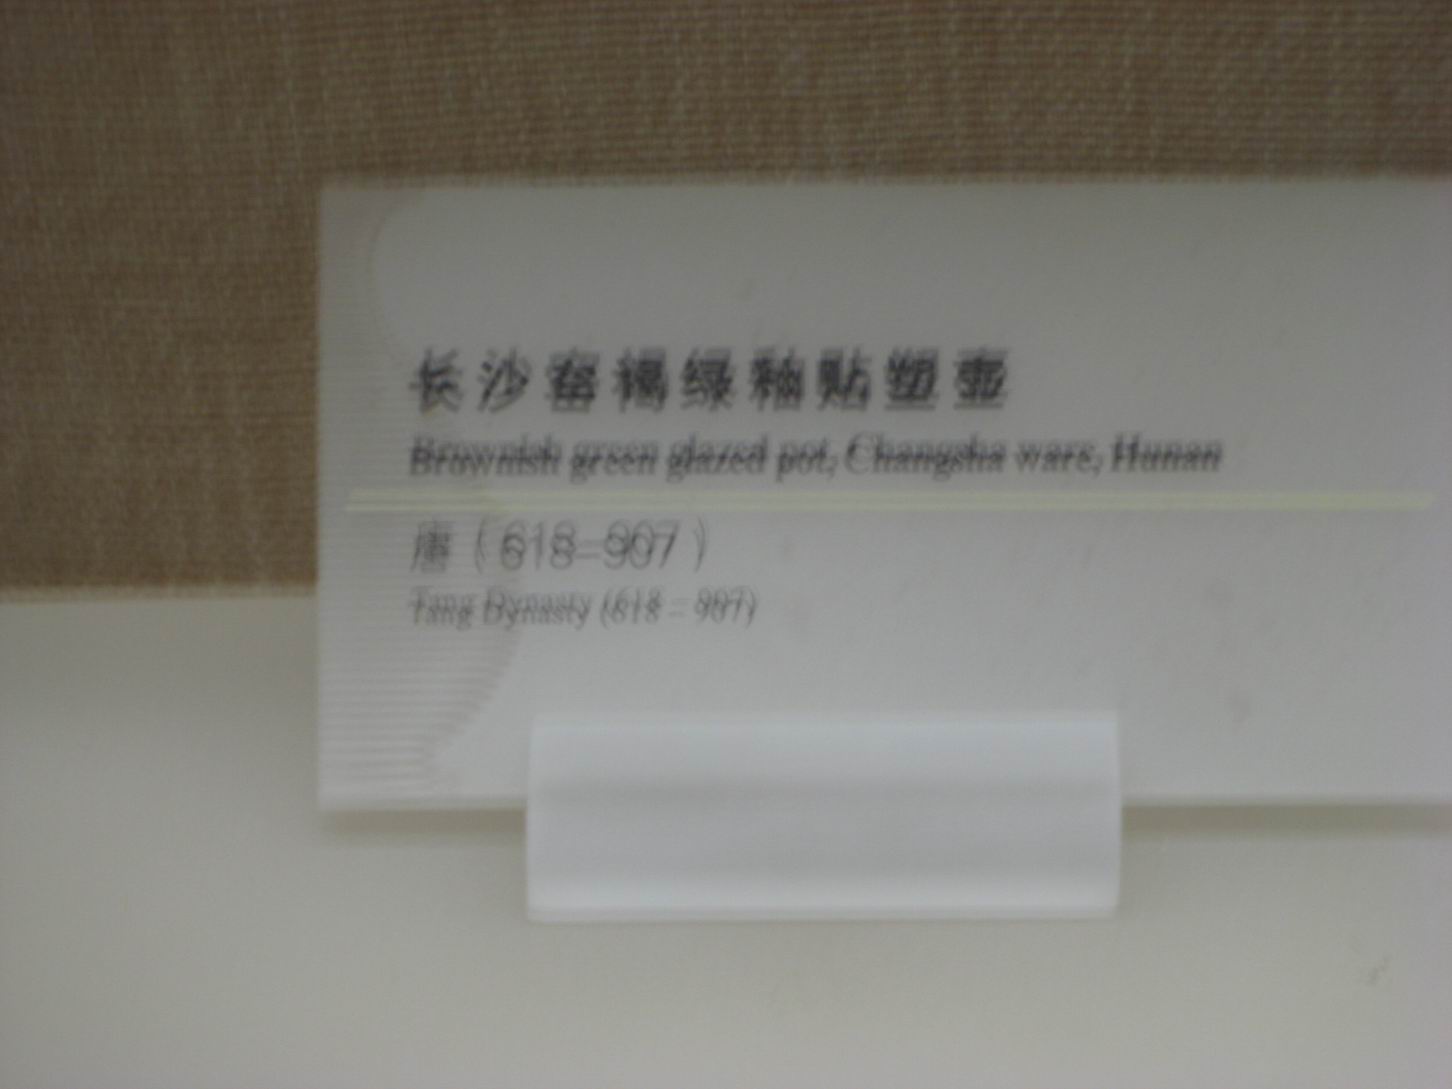 长沙窑褐绿釉贴塑壶
Brownish green glazed pot, Changsha ware, Hunan
唐（618–907）
Tang Dynasty (618 – 907)